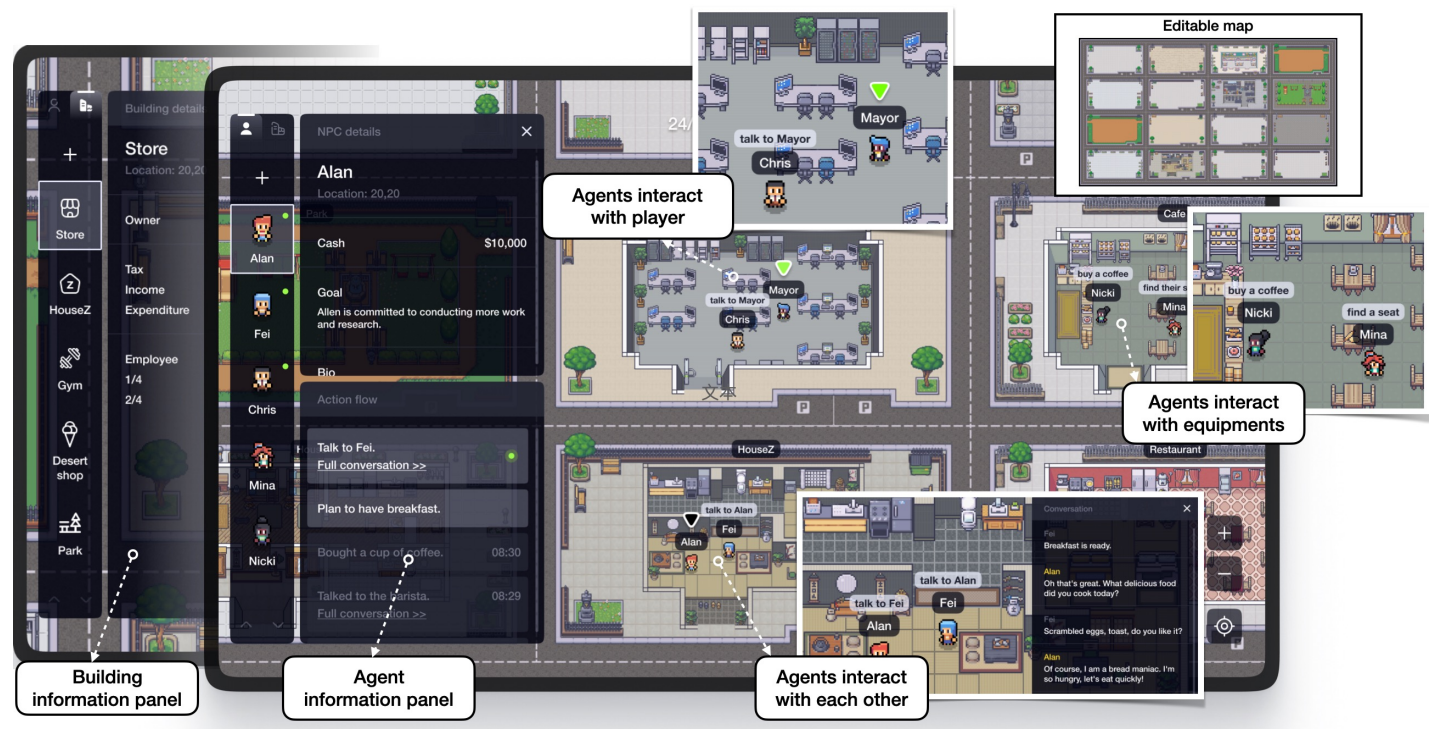 Building details
Store
Location: 20,20
Owner
Tax
Income
Expenditure
Employee
1/4
2/4
Store
HouseZ
Gym
Desert
shop
Park
Building
information panel
NPC details
Alan
Location: 20,20
Park
Cash
$10,000
Goal
Allen is committed to conducting more work
and research.
Bio
Alan
Fei
Chris
Mina
Nicki
Action flow
Talk to Fei.
Full conversation >>
Plan to have breakfast.
Bought a cup of coffee.
08:30
Talked to the barista.
08:29
Full conversation >>
Agent
information panel
24/
Mayor
talk to Mayor
Chris
Agents interact
with player
Mayor
talk to Mayor
Chris
文本
P
P
P
Editable map
Cafe
buy a coffee
Nicki
find their s
Mina
buy a coffee
Nicki
find a seat
Mina
Agents interact
with equipments
HouseZ
talk to Alan
Fei
Alan
Restaurant
talk to Alan
Fei
talk to Fei
Alan
Agents interact
with each other
Conversation
Fei
Breakfast is ready.
Alan
Oh that's great. What delicious food
did you cook today?
Fei
Scrambled eggs, toast, do you like it?
Alan
Of course, I am a bread maniac. I'm
so hungry, let's eat quickly!